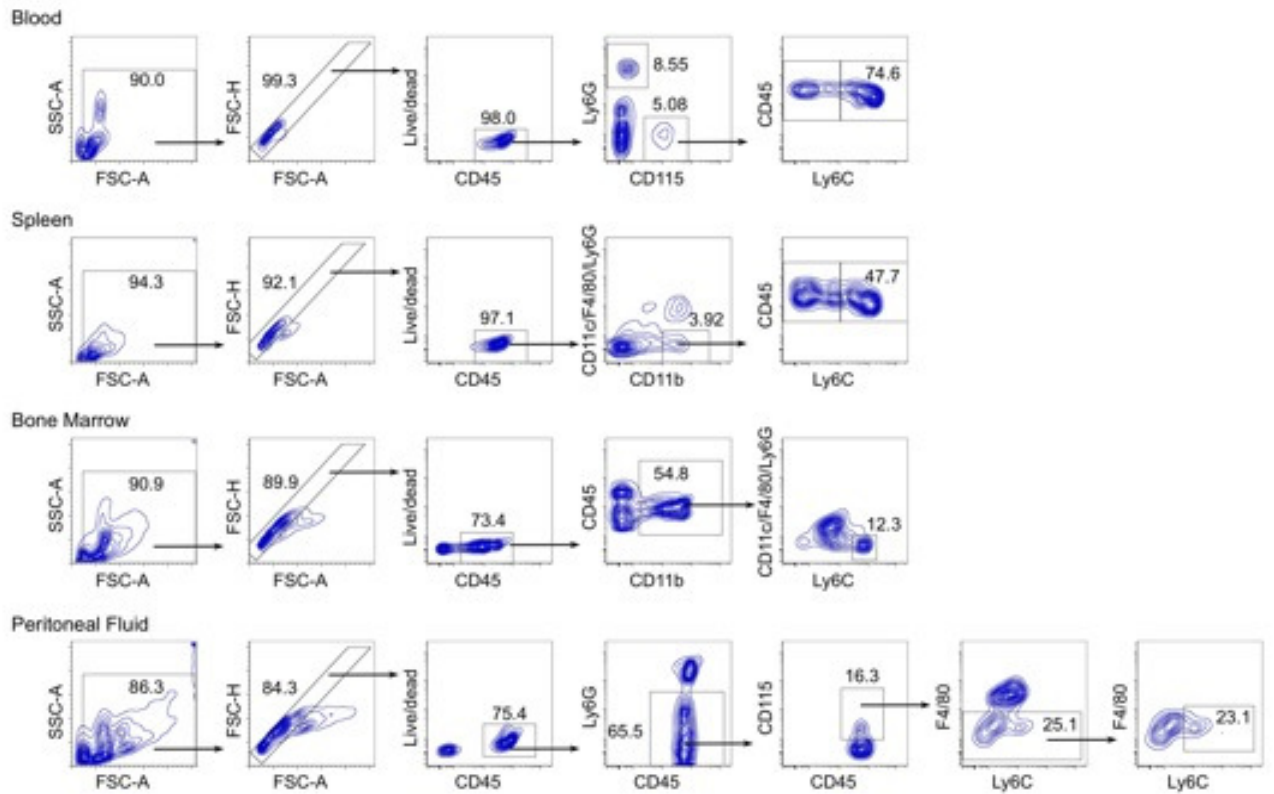 Blood
SSC-A
90.0
FSC-A
FSC-H
99.3
FSC-A
Live/dead
98.0
CD45
Ly6G
8.55
5.08
CD115
CD45
74.6
Ly6C
Spleen
SSC-A
94.3
FSC-A
FSC-H
92.1
FSC-A
Live/dead
97.1
CD45
CD11c/F4/80/Ly6G
3.92
CD11b
CD45
47.7
Ly6C
Bone Marrow
SSC-A
90.9
FSC-A
FSC-H
89.9
FSC-A
Live/dead
73.4
CD45
CD45
54.8
CD11b
CD11c/F4/80/Ly6G
12.3
Ly6C
Peritoneal Fluid
SSC-A
86.3
FSC-A
FSC-H
84.3
FSC-A
Live/dead
75.4
CD45
Ly6G
65.5
CD45
CD115
16.3
CD45
F4/80
25.1
Ly6C
F4/80
23.1
Ly6C